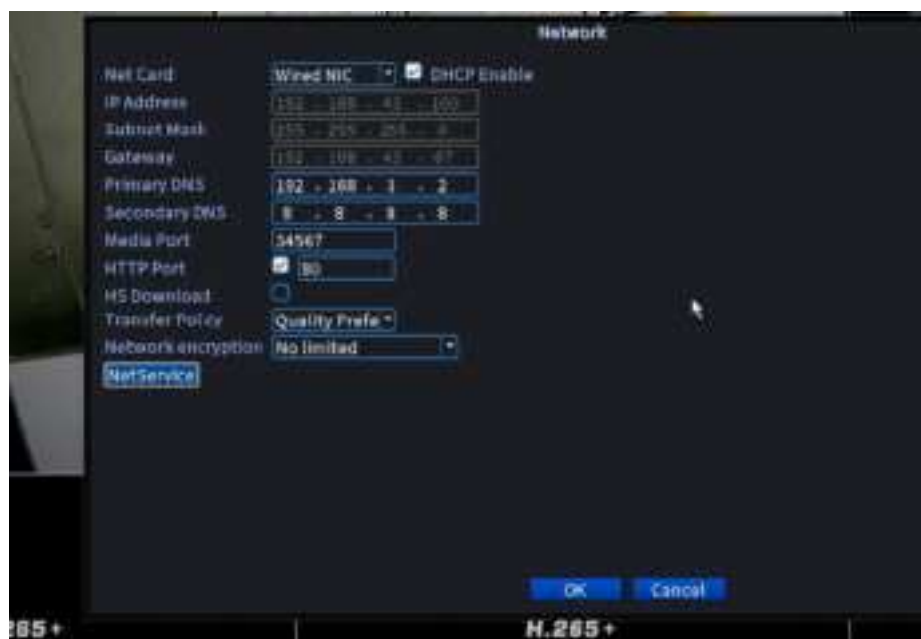 Network
Net Card Wired NIC DHCP Enable
IP Address
Subnet Mask
Gateway
Primary DNS 192 . 168 . 1 . 2
Secondary DNS 8 . 8 . 8 . 8
Media Port 34567
HTTP Port 80
HS Download
Transfer Policy Quality Prefe
Network encryption No limited
NetService
OK Cancel
265+ H.265+